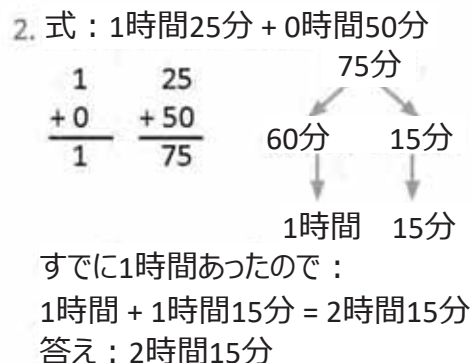 2. 式：1時間25分 + 0時間50分
75分
1 25
+ 0 + 50
1 75
60分 15分
1時間 15分
すでに1時間あったので：
1時間 + 1時間15分 = 2時間15分
答え：2時間15分